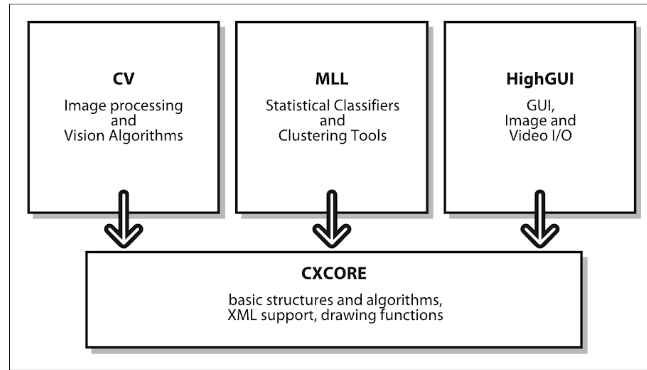 CV
Image processing
and
Vision Algorithms
MLL
Statistical Classifiers
and
Clustering Tools
HighGUI
GUI,
Image and
Video I/O
CXCORE
basic structures and algorithms,
XML support, drawing functions